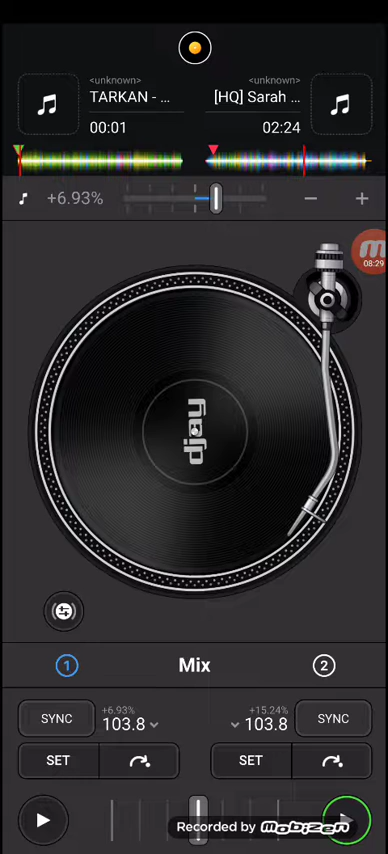 <unknown>
TARKAN - ...
00:01
<unknown>
[HQ] Sarah ...
02:24
+6.93%
08:29
djay
1
Mix
2
SYNC
+6.93%
103.8
+15.24%
103.8
SYNC
SET
SET
Recorded by mobizen